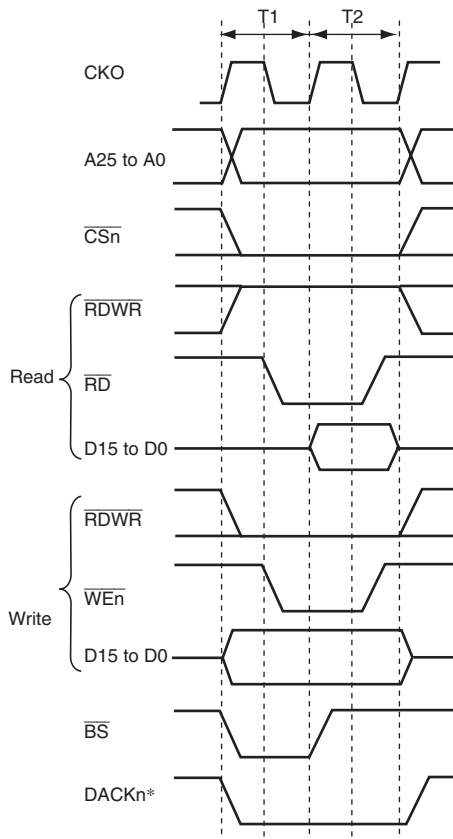 T1 T2
CKO
A25 to A0
CSn
RDWR
Read
RD
D15 to D0
RDWR
WEn
Write
D15 to D0
BS
DACKn*